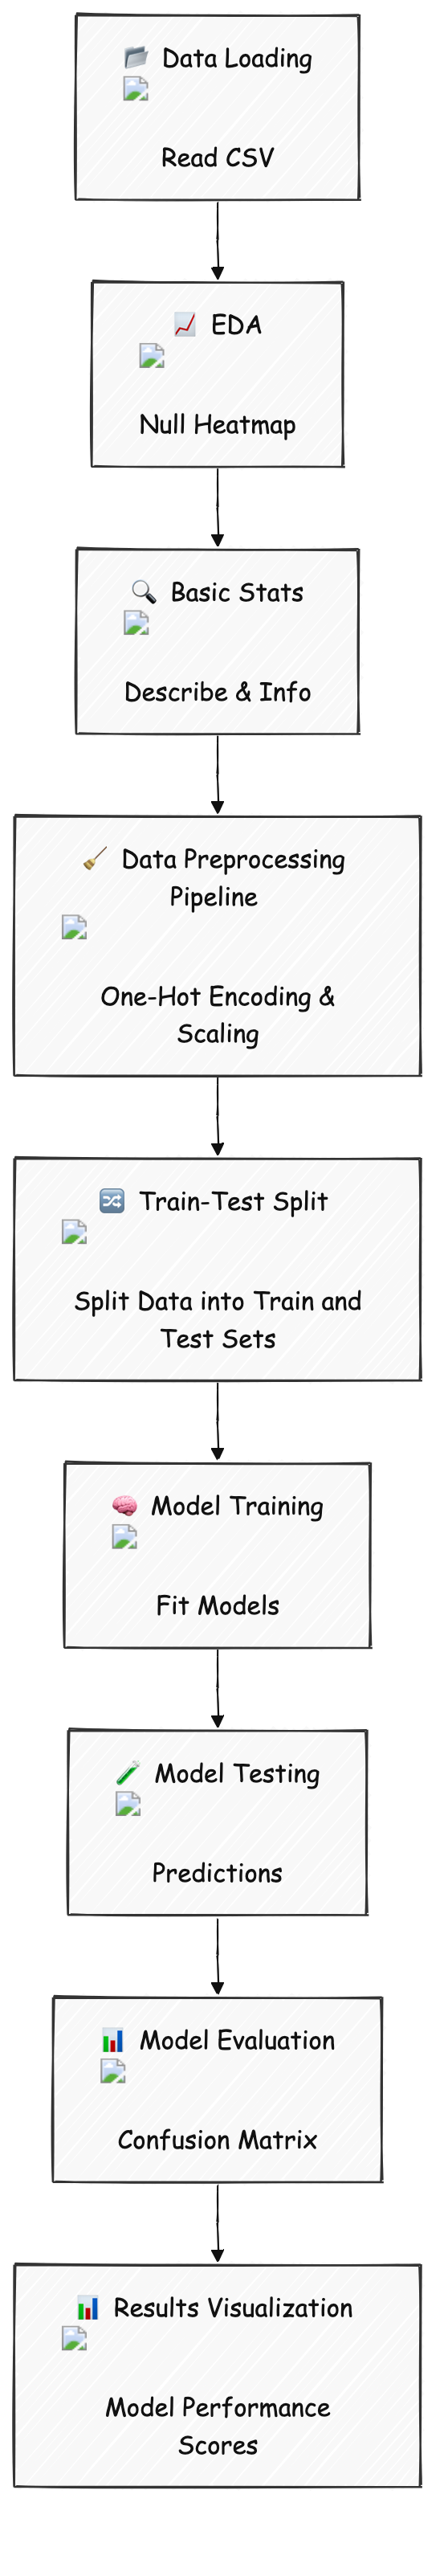 Data Loading
Read CSV
EDA
Null Heatmap
Basic Stats
Describe & Info
Data Preprocessing
Pipeline
One-Hot Encoding &
Scaling
Train-Test Split
Split Data into Train and
Test Sets
Model Training
Fit Models
Model Testing
Predictions
Model Evaluation
Confusion Matrix
Results Visualization
Model Performance
Scores